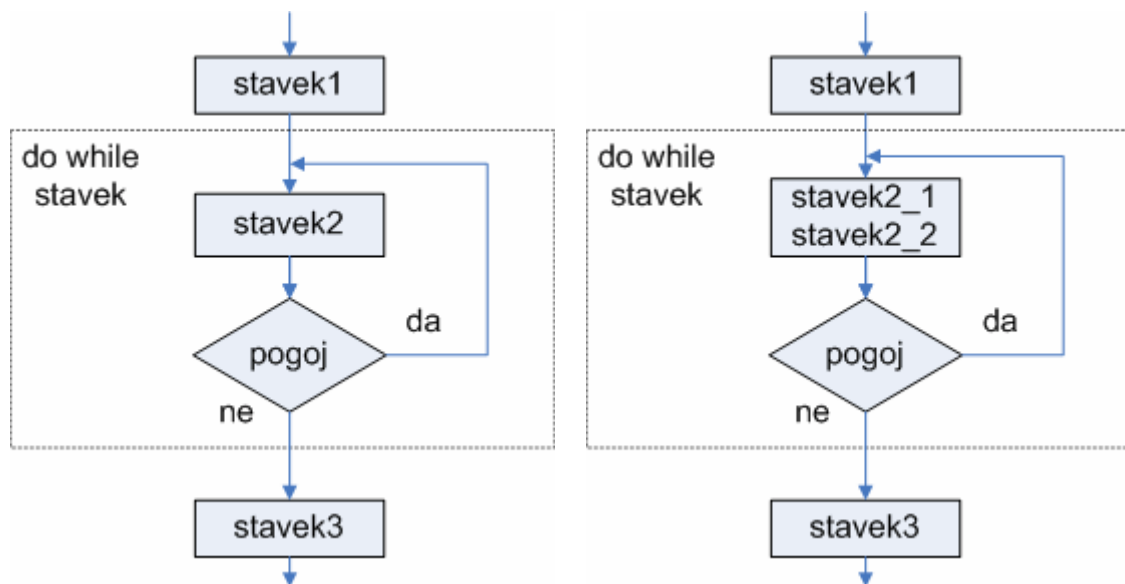 stavek1
do while
stavek
stavek2
da
pogoj
ne
stavek3
stavek1
do while
stavek
stavek2_1
stavek2_2
da
pogoj
ne
stavek3